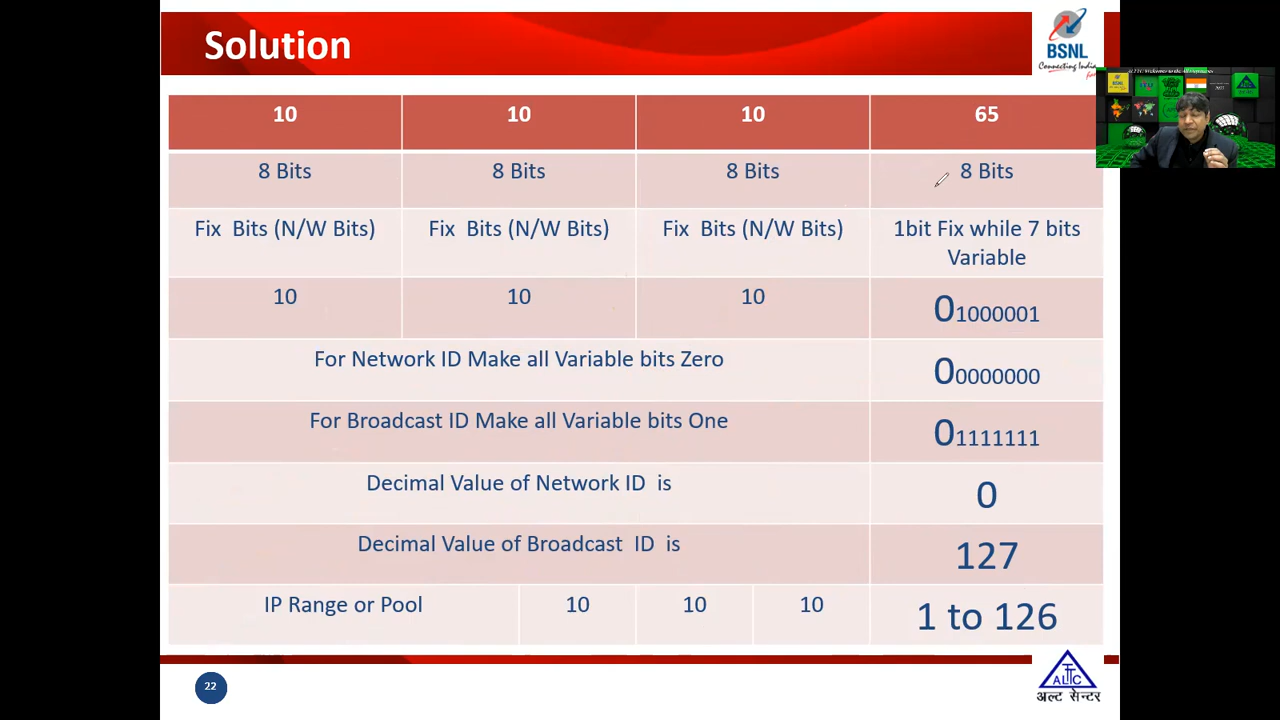 Solution
BSNL
Connecting India
10 10 10 65
8 Bits 8 Bits 8 Bits 8 Bits
Fix Bits (N/W Bits) Fix Bits (N/W Bits) Fix Bits (N/W Bits) 1bit Fix while 7 bits
Variable
10 10 10 01000001
For Network ID Make all Variable bits Zero 00000000
For Broadcast ID Make all Variable bits One 01111111
Decimal Value of Network ID is 0
Decimal Value of Broadcast ID is 127
IP Range or Pool 10 10 10 1 to 126
22
ALTTC
अल्ट सेन्टर